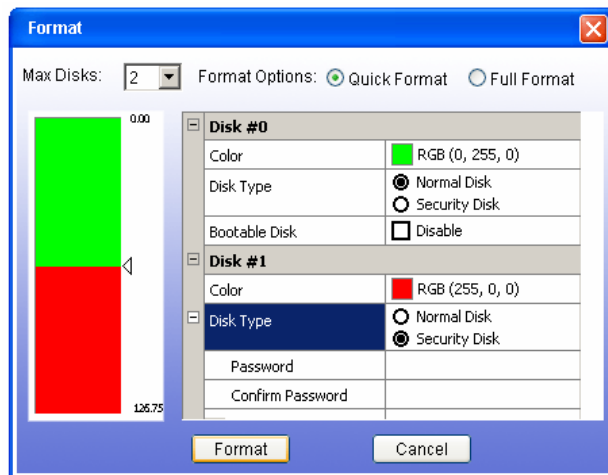 Format
Max Disks: 2 Format Options: Quick Format Full Format
0.00
126.75
Disk #0
Color RGB (0, 255, 0)
Disk Type Normal Disk
Security Disk
Bootable Disk Disable
Disk #1
Color RGB (255, 0, 0)
Disk Type Normal Disk
Security Disk
Password
Confirm Password
Format Cancel